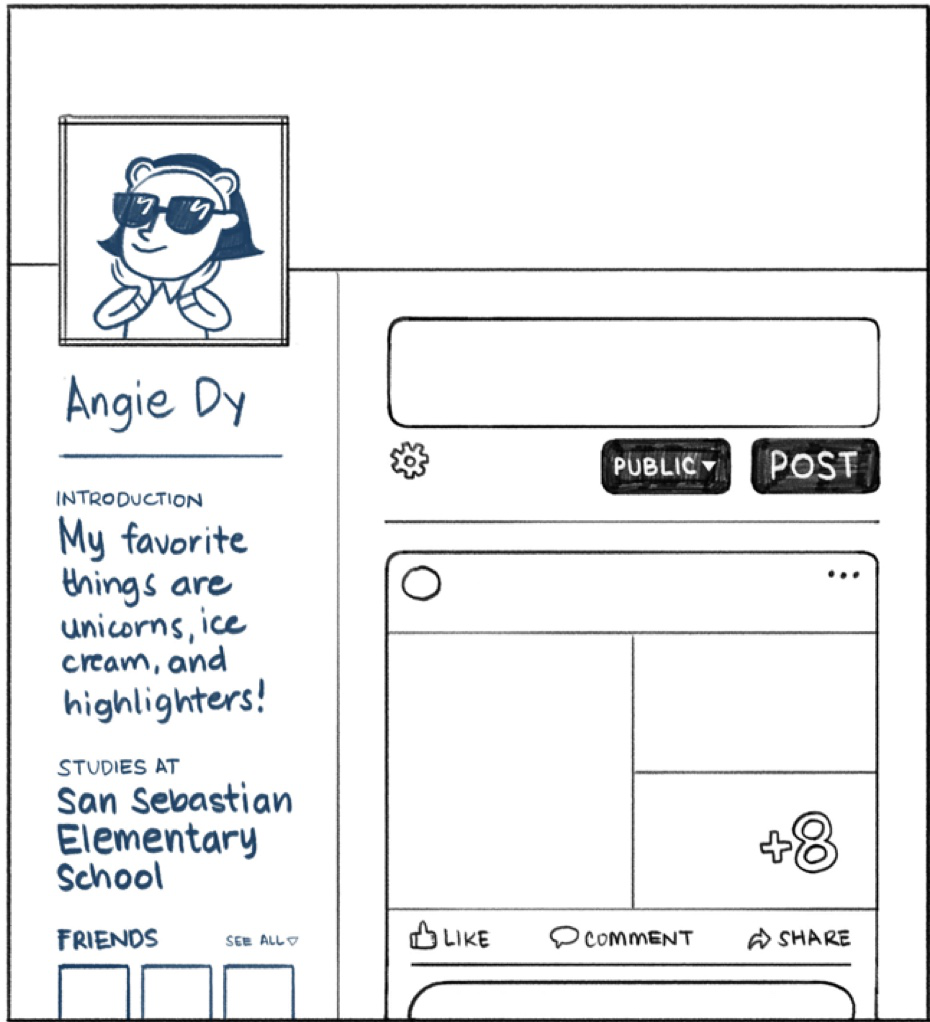 Angie Dy
INTRODUCTION
My favorite
things are
unicorns, ice
cream, and
highlighters!
STUDIES AT
San Sebastian
Elementary
School
FRIENDS SEE ALL
PUBLIC POST
...
+8
LIKE COMMENT SHARE